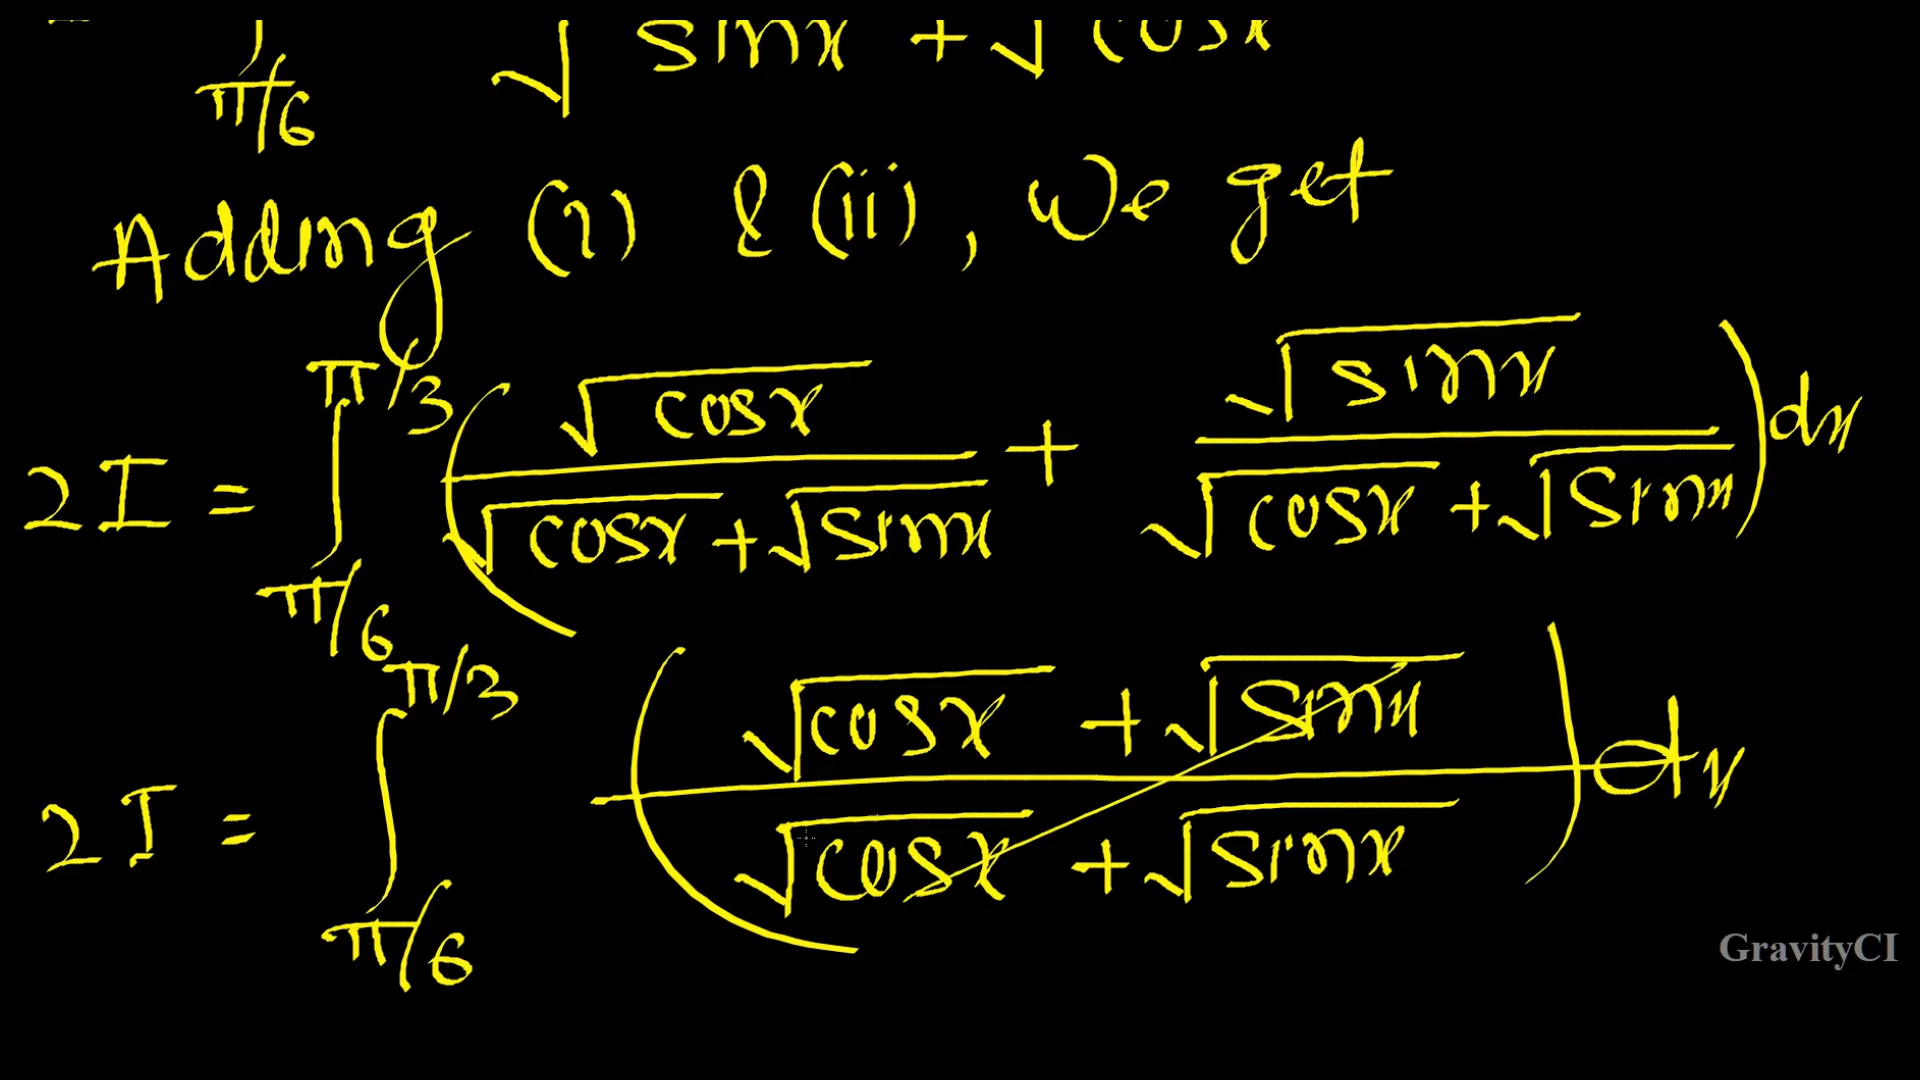 π/6 √sinx + √cosx
Adding (i) & (ii), We get
2I = ∫_{π/6}^{π/3} ( √cosx / (√cosx + √sinx) + √sinx / (√cosx + √sinx) ) dx
2I = ∫_{π/6}^{π/3} ( (√cosx + √sinx) / (√cosx + √sinx) ) dx
GravityCI